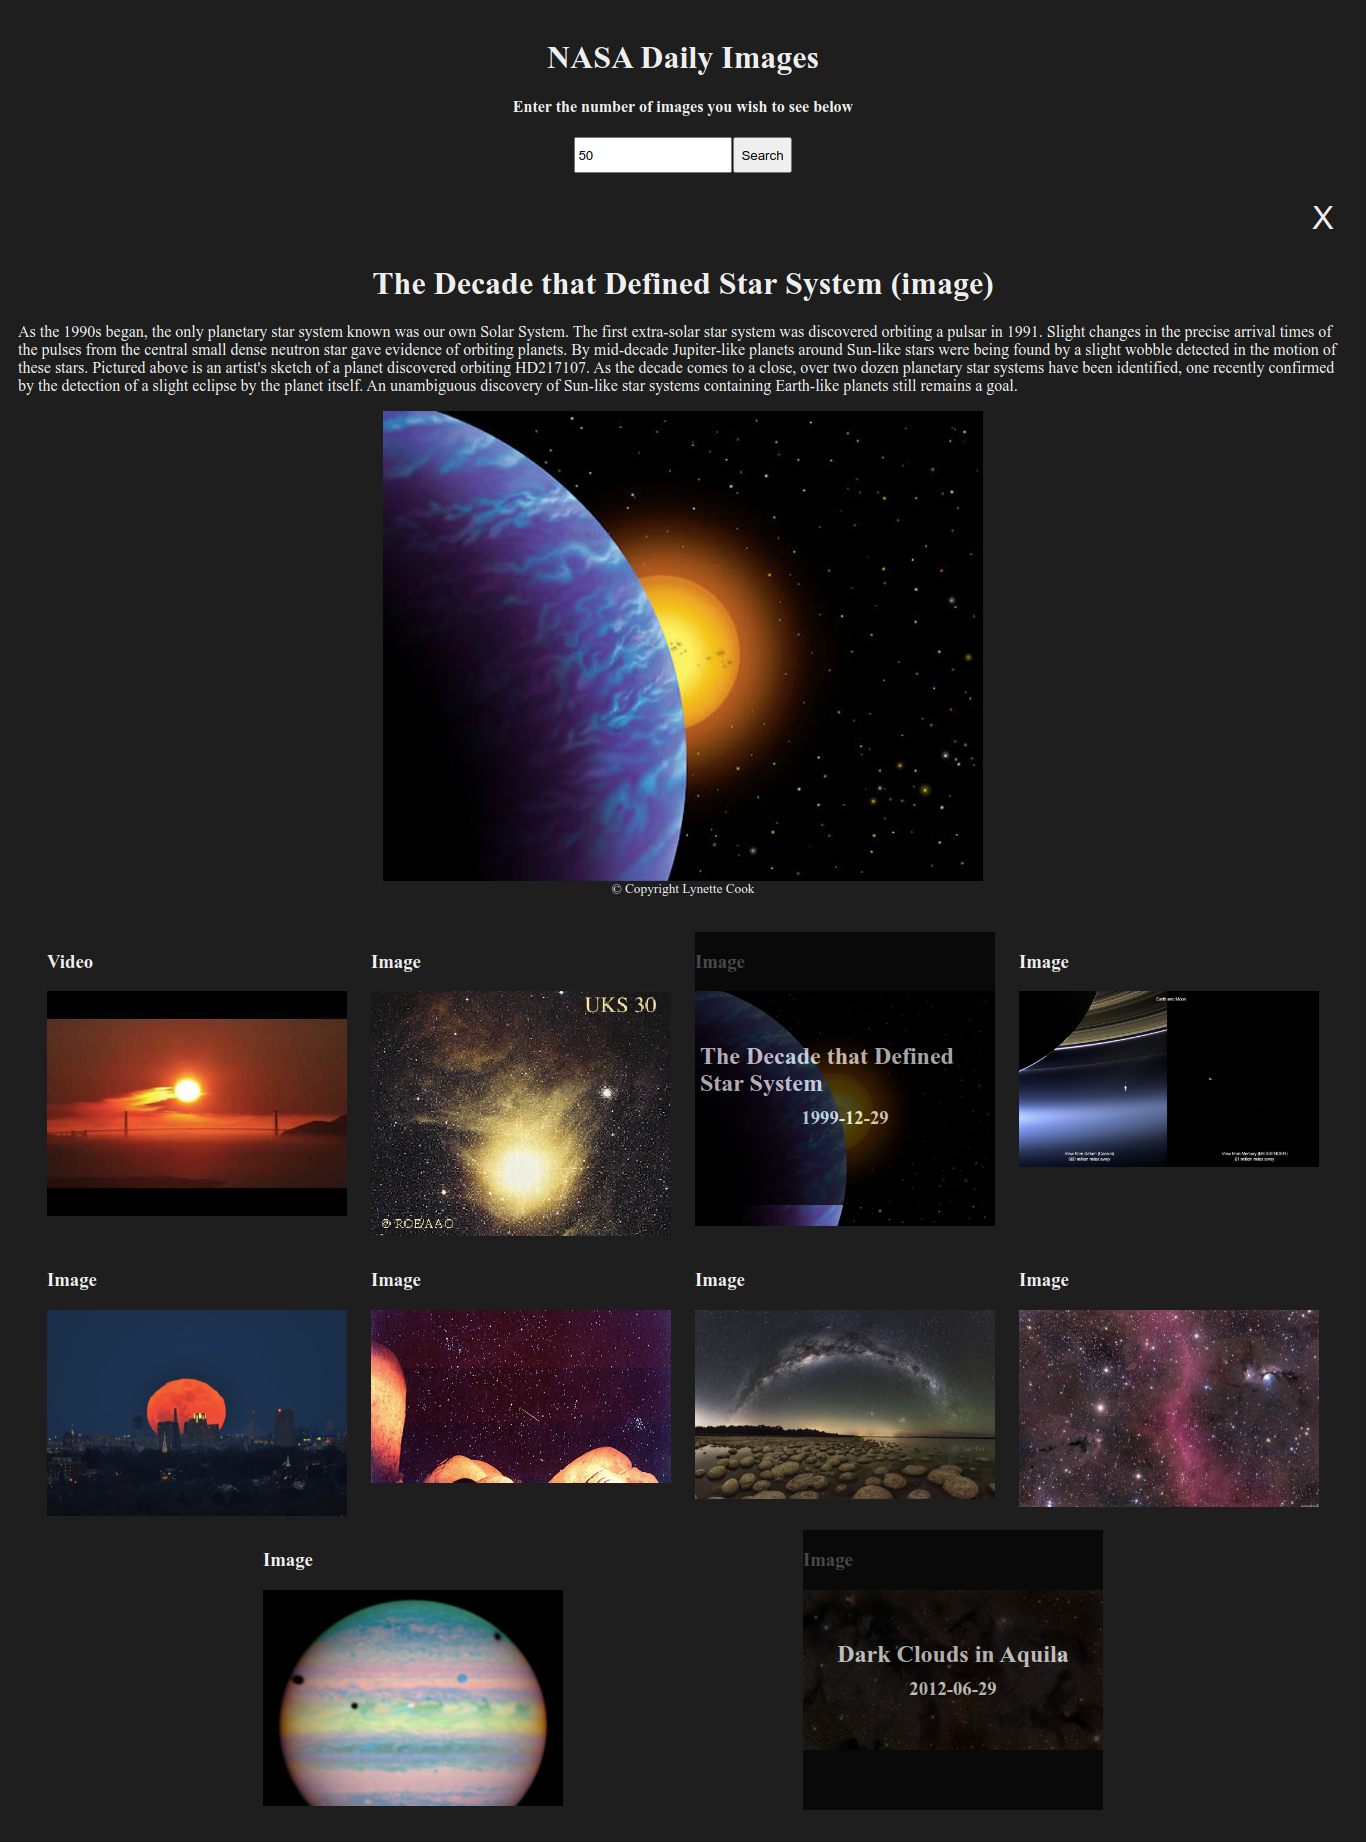 NASA Daily Images
Enter the number of images you wish to see below
50
Search
X
The Decade that Defined Star System (image)
As the 1990s began, the only planetary star system known was our own Solar System. The first extra-solar star system was discovered orbiting a pulsar in 1991. Slight changes in the precise arrival times of
the pulses from the central small dense neutron star gave evidence of orbiting planets. By mid-decade Jupiter-like planets around Sun-like stars were being found by a slight wobble detected in the motion of
these stars. Pictured above is an artist's sketch of a planet discovered orbiting HD217107. As the decade comes to a close, over two dozen planetary star systems have been identified, one recently confirmed
by the detection of a slight eclipse by the planet itself. An unambiguous discovery of Sun-like star systems containing Earth-like planets still remains a goal.
© Copyright Lynette Cook
Video
Image
UKS 30
© ROE/AAO
Image
The Decade that Defined
Star System
1999-12-29
Image
Earth and Moon
View from Saturn (Cassini)
View from Mercury (MESSENGER)
Image
Image
Image
Image
Image
Image
Dark Clouds in Aquila
2012-06-29